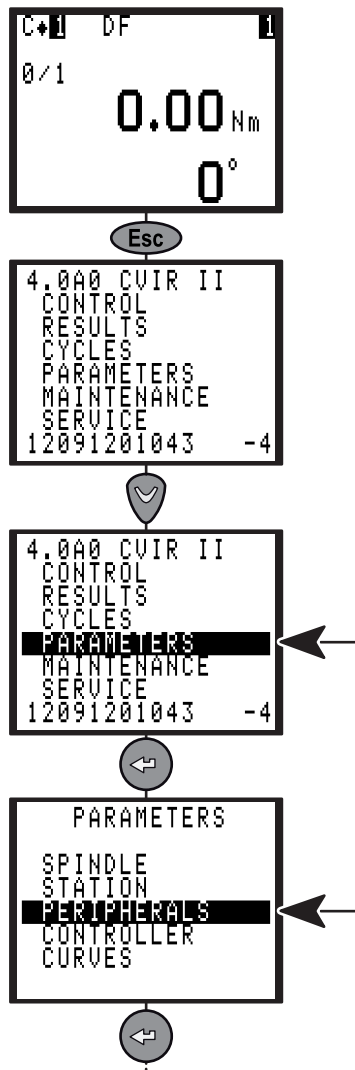 C♦1 DF 1
0/1
0.00 Nm
0°
Esc
4.0A0 CVIR II
CONTROL
RESULTS
CYCLES
PARAMETERS
MAINTENANCE
SERVICE
12091201043 -4
4.0A0 CVIR II
CONTROL
RESULTS
CYCLES
PARAMETERS
MAINTENANCE
SERVICE
12091201043 -4
PARAMETERS
SPINDLE
STATION
PERIPHERALS
CONTROLLER
CURVES